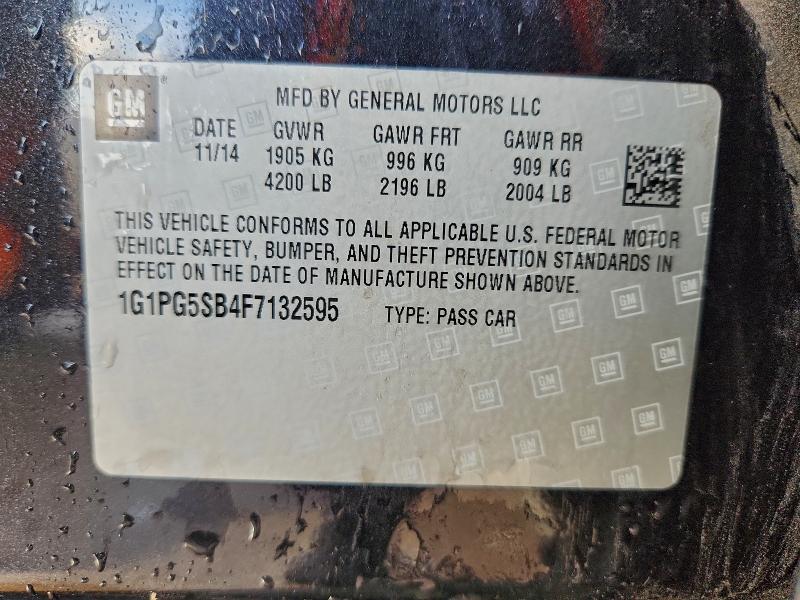 GM
MFD BY GENERAL MOTORS LLC
DATE GVWR GAWR FRT GAWR RR
11/14 1905 KG 996 KG 909 KG
4200 LB 2196 LB 2004 LB
THIS VEHICLE CONFORMS TO ALL APPLICABLE U.S. FEDERAL MOTOR
VEHICLE SAFETY, BUMPER, AND THEFT PREVENTION STANDARDS IN
EFFECT ON THE DATE OF MANUFACTURE SHOWN ABOVE.
1G1PG5SB4F7132595 TYPE: PASS CAR